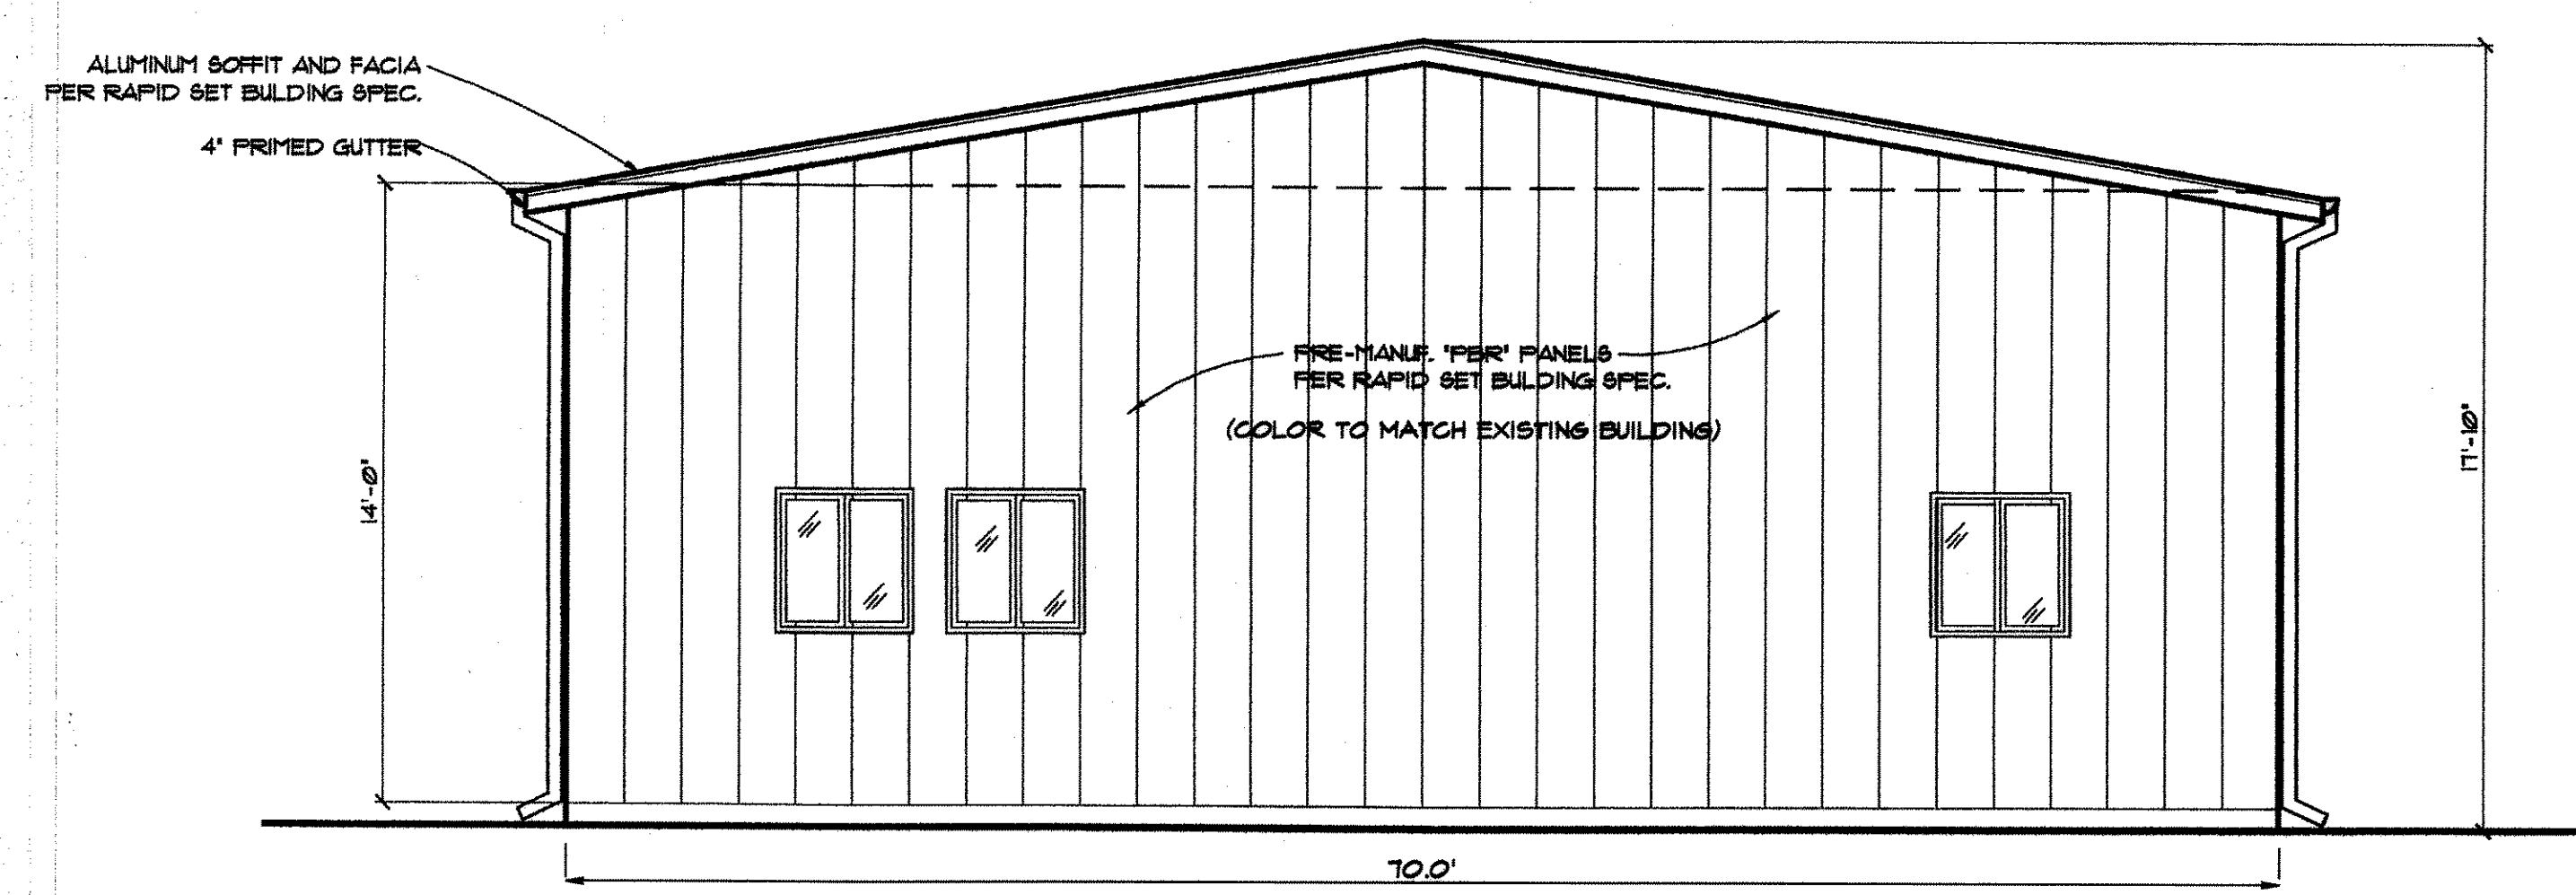 ALUMINUM SOFFIT AND FACIA
PER RAPID SET BULDING SPEC.
4" PRIMED GUTTER
PRE-MANUF. "PBR" PANELS
PER RAPID SET BULDING SPEC.
(COLOR TO MATCH EXISTING BUILDING)
14'-0"
17'-10"
70.0'